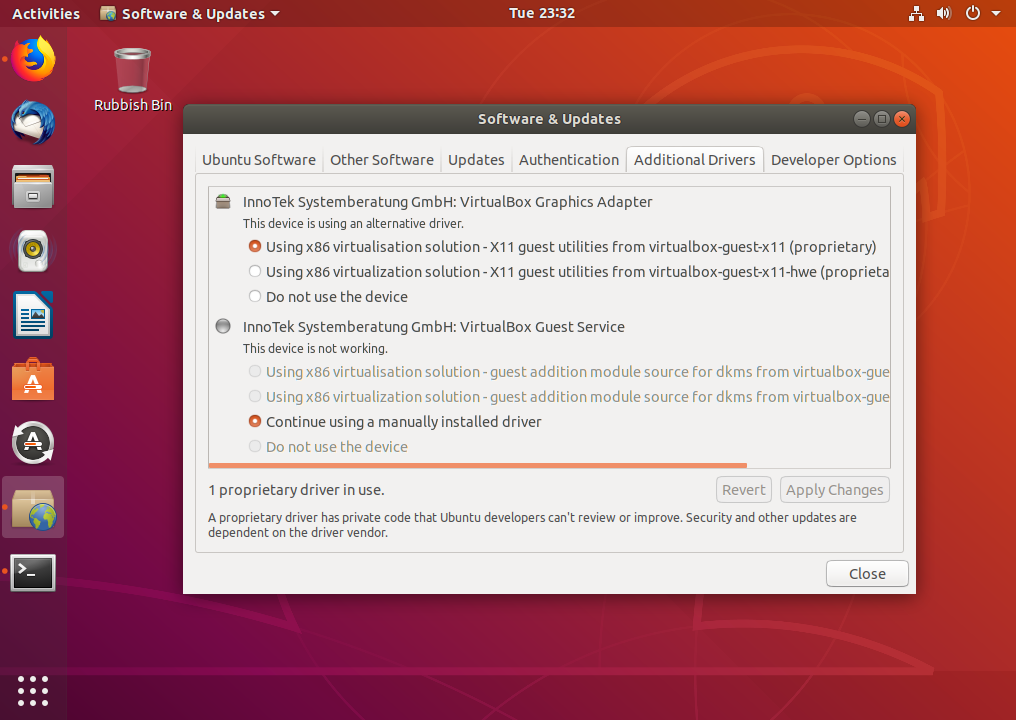 Activities
Software & Updates
Tue 23:32
Rubbish Bin
Software & Updates
Ubuntu Software
Other Software
Updates
Authentication
Additional Drivers
Developer Options
InnoTek Systemberatung GmbH: VirtualBox Graphics Adapter
This device is using an alternative driver.
Using x86 virtualisation solution - X11 guest utilities from virtualbox-guest-x11 (proprietary)
Using x86 virtualization solution - X11 guest utilities from virtualbox-guest-x11-hwe (proprieta
Do not use the device
InnoTek Systemberatung GmbH: VirtualBox Guest Service
This device is not working.
Using x86 virtualisation solution - guest addition module source for dkms from virtualbox-gue
Using x86 virtualization solution - guest addition module source for dkms from virtualbox-gue
Continue using a manually installed driver
Do not use the device
1 proprietary driver in use.
Revert
Apply Changes
A proprietary driver has private code that Ubuntu developers can't review or improve. Security and other updates are
dependent on the driver vendor.
Close